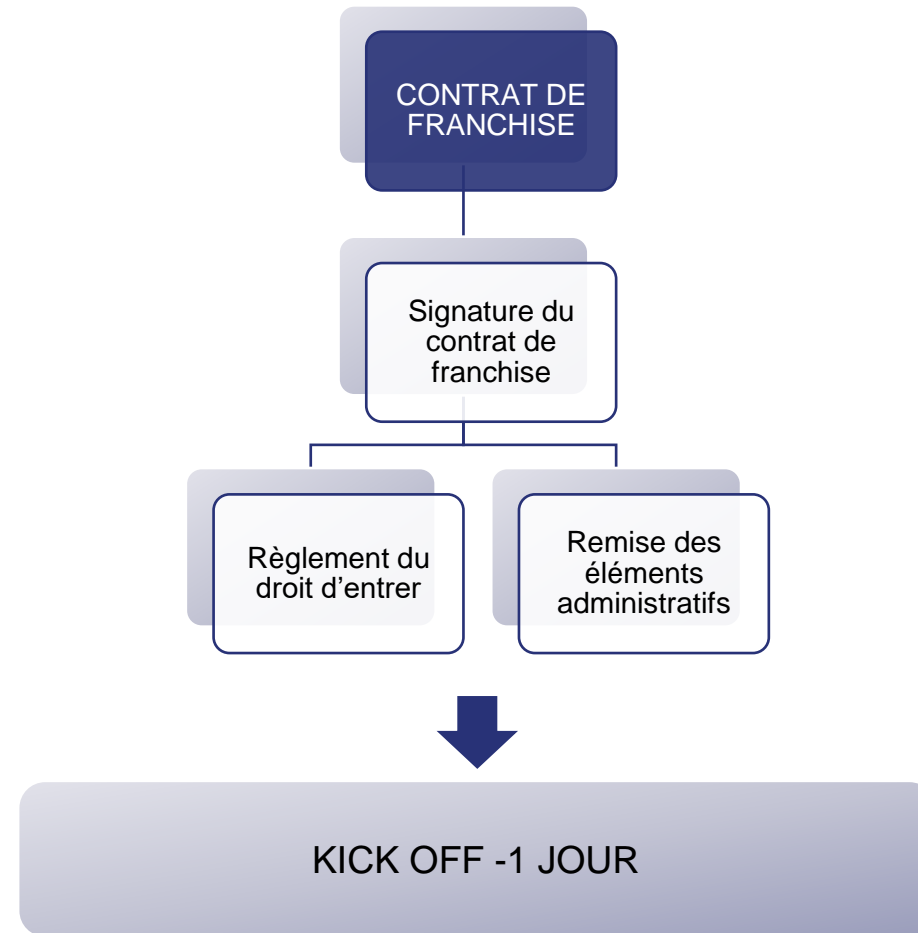 CONTRAT DE
FRANCHISE
Signature du
contrat de
franchise
Règlement du
droit d’entrer
Remise des
éléments
administratifs
KICK OFF -1 JOUR